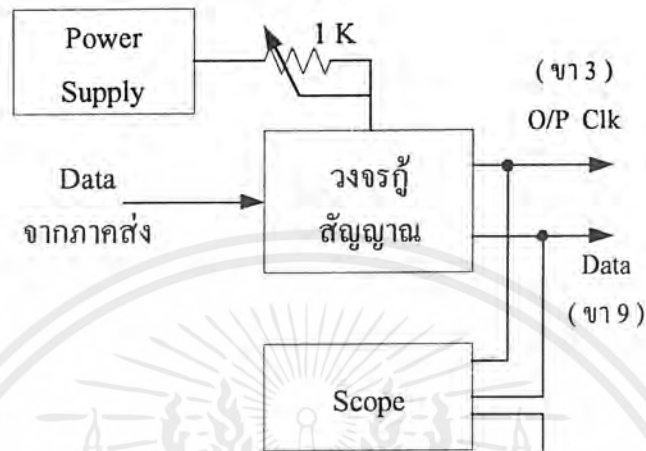 Power
Supply
1 K
( ขา 3 )
O/P Clk
Data
จากภาคส่ง
วงจรกู้
สัญญาณ
Data
( ขา 9 )
Scope